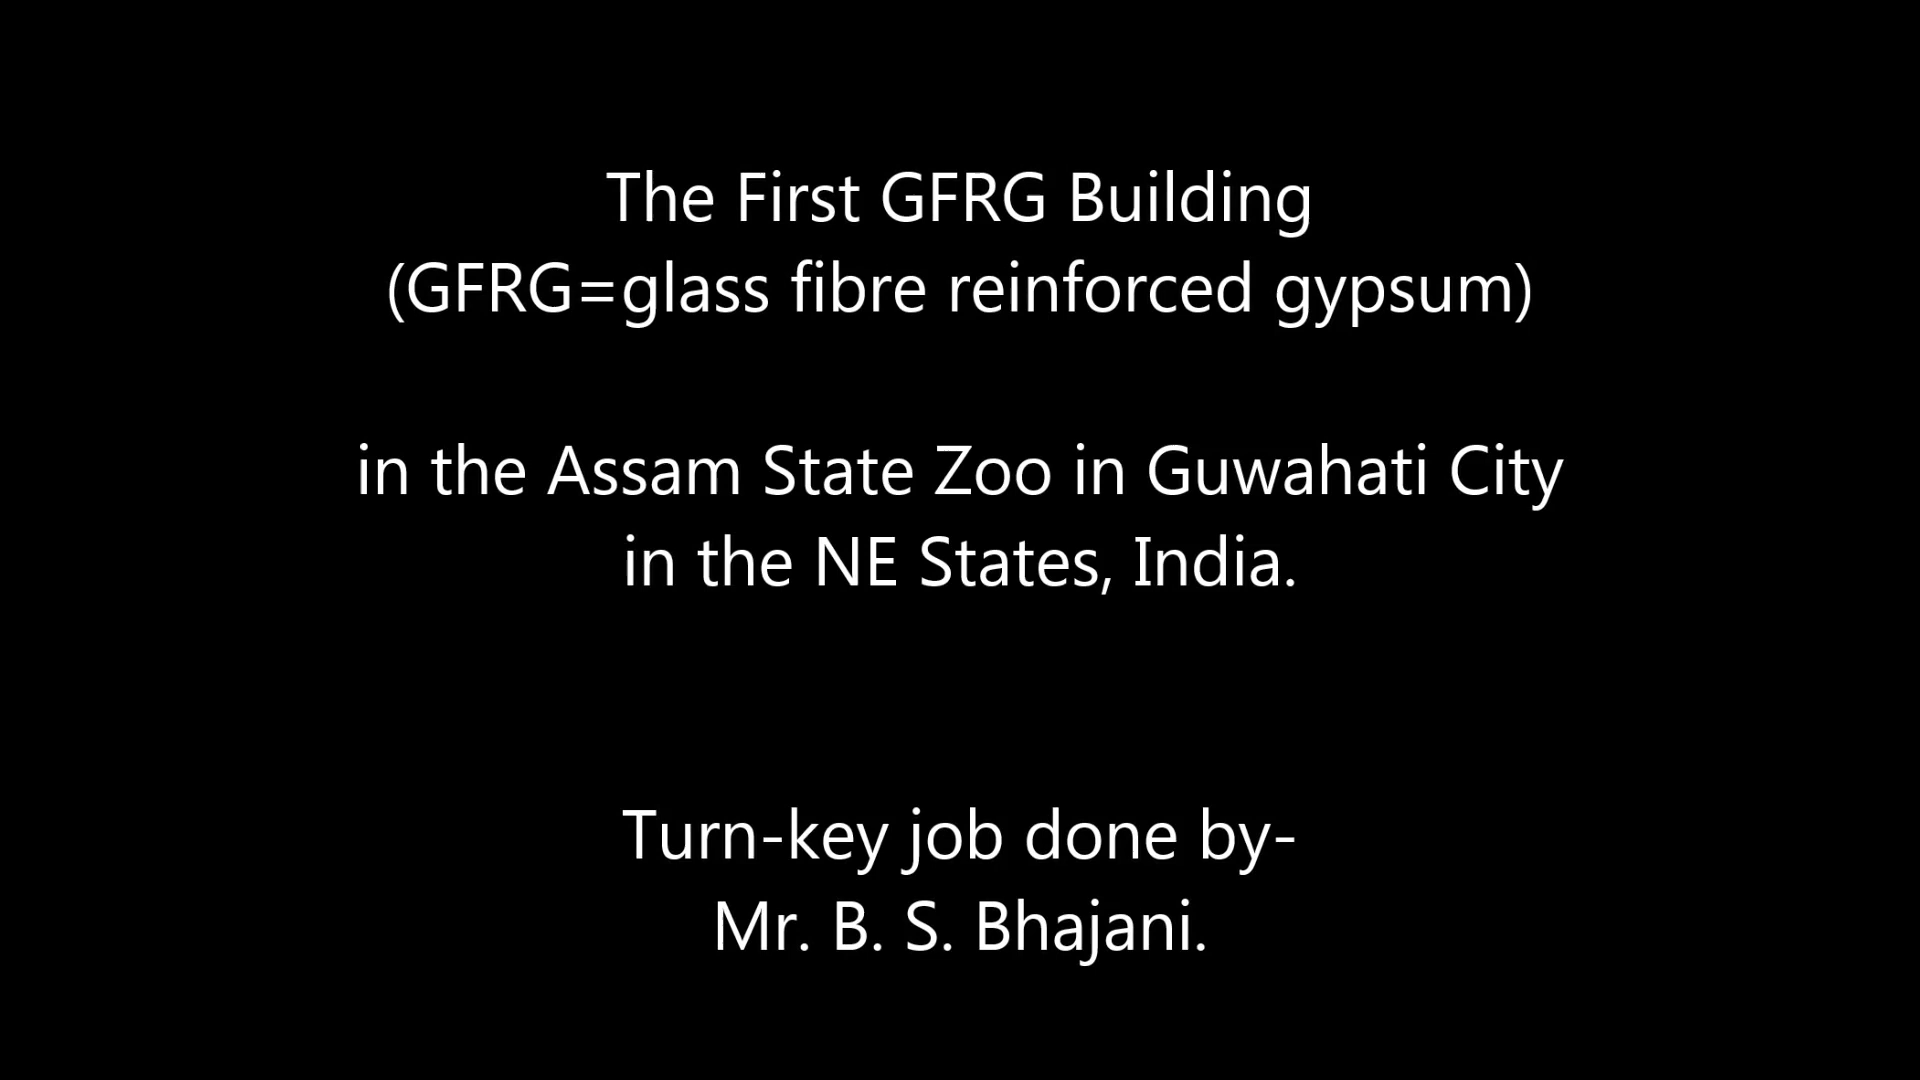 The First GFRG Building
(GFRG=glass fibre reinforced gypsum)
in the Assam State Zoo in Guwahati City
in the NE States, India.
Turn-key job done by-
Mr. B. S. Bhajani.